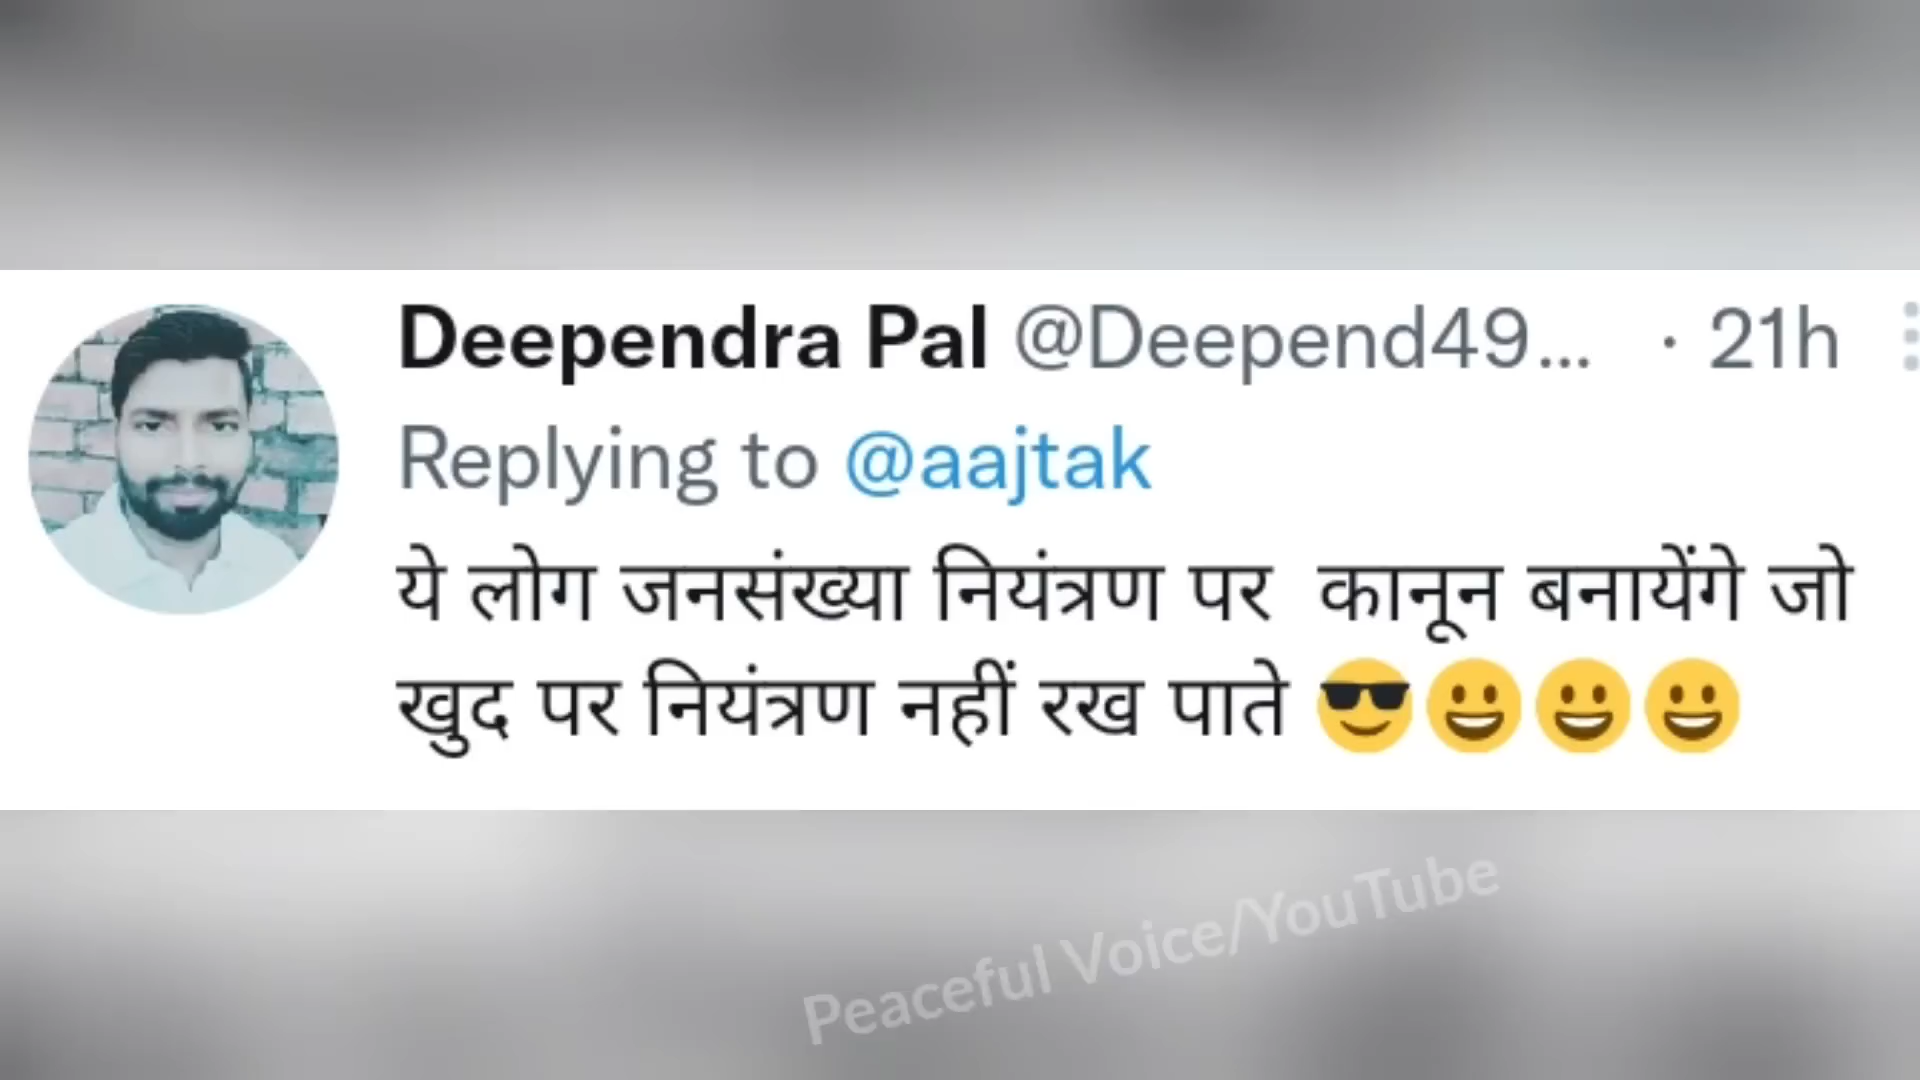 Deependra Pal @Deepend49... · 21h
Replying to @aajtak
ये लोग जनसंख्या नियंत्रण पर कानून बनायेंगे जो
खुद पर नियंत्रण नहीं रख पाते 😎😀😀😀
Peaceful Voice/YouTube